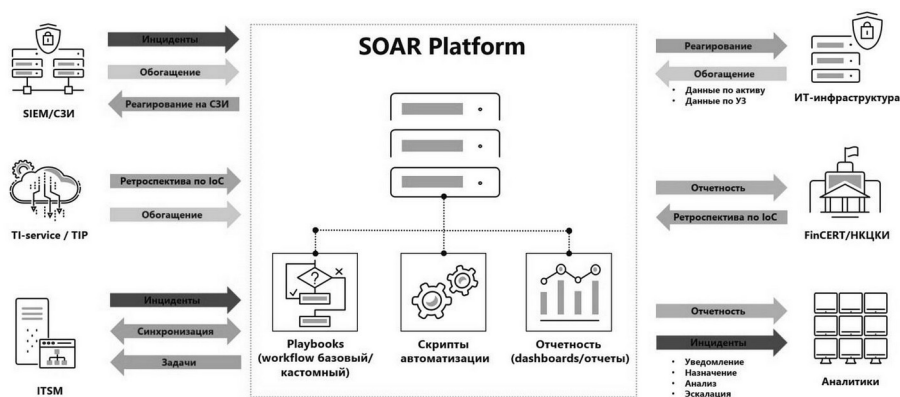 Инциденты
Обогащение
Реагирование на СЗИ
SIEM/СЗИ
Ретроспектива по IoC
Обогащение
TI-service / TIP
Инциденты
Синхронизация
Задачи
ITSM
SOAR Platform
Playbooks
(workflow базовый/
кастомный)
Скрипты
автоматизации
Отчетность
(dashboards/отчеты)
Реагирование
Обогащение
• Данные по активу
• Данные по УЗ
ИТ-инфраструктура
Отчетность
Ретроспектива по IoC
FinCERT/НКЦКИ
Отчетность
Инциденты
• Уведомление
• Назначение
• Анализ
• Эскалация
Аналитики